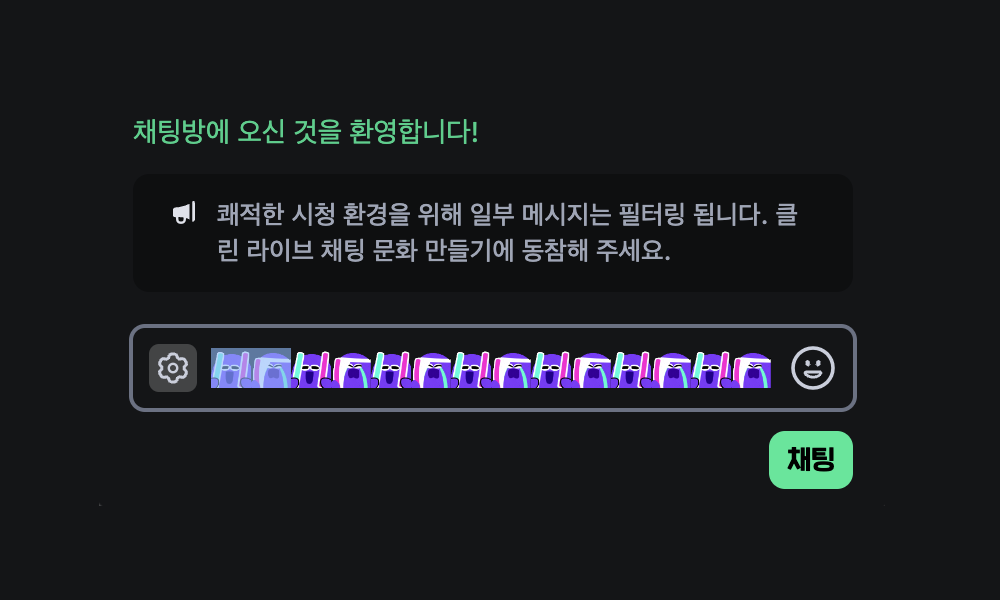 채팅방에 오신 것을 환영합니다!
쾌적한 시청 환경을 위해 일부 메시지는 필터링 됩니다. 클
린 라이브 채팅 문화 만들기에 동참해 주세요.
채팅